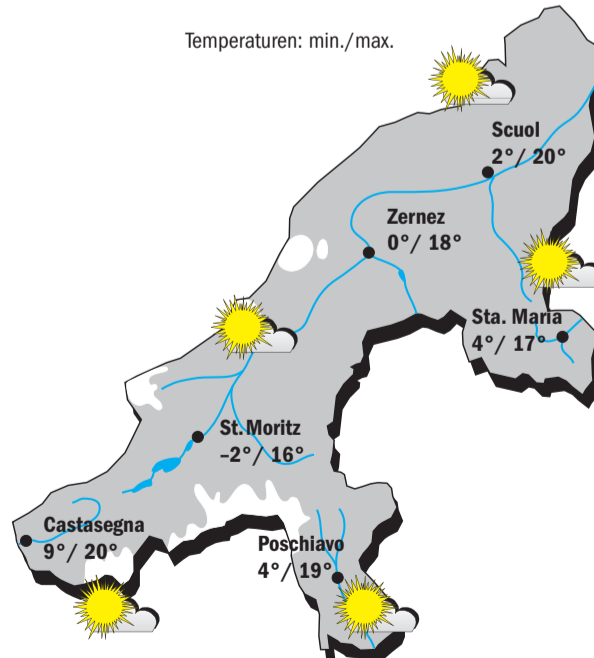 Temperaturen: min./max.
Scuol
2°/ 20°
Zernez
0°/ 18°
Sta. Maria
4°/ 17°
St. Moritz
–2°/ 16°
Castasegna
9°/ 20°
Poschiavo
4°/ 19°